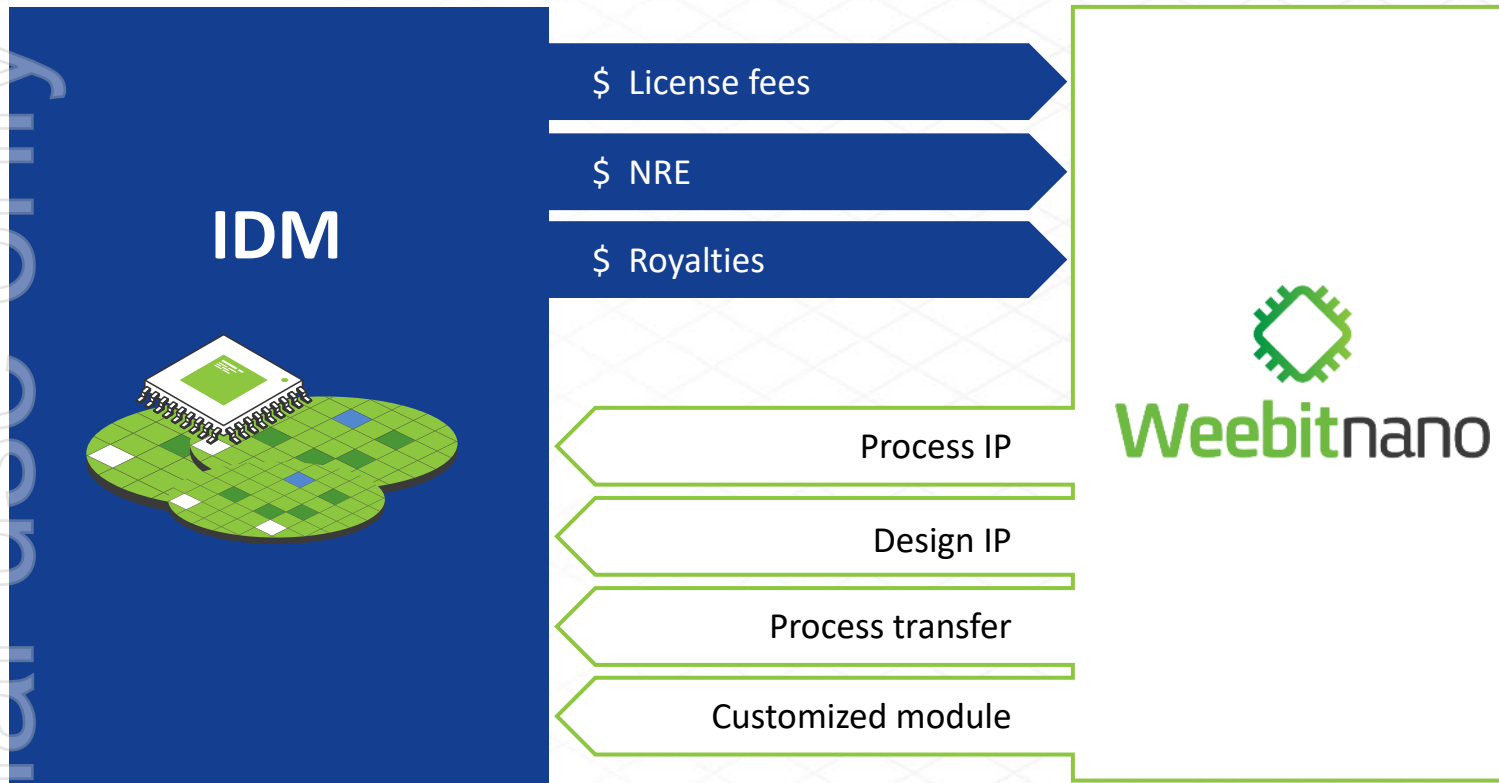 IDM
$ License fees
$ NRE
$ Royalties
Process IP
Design IP
Process transfer
Customized module
Weebitnano